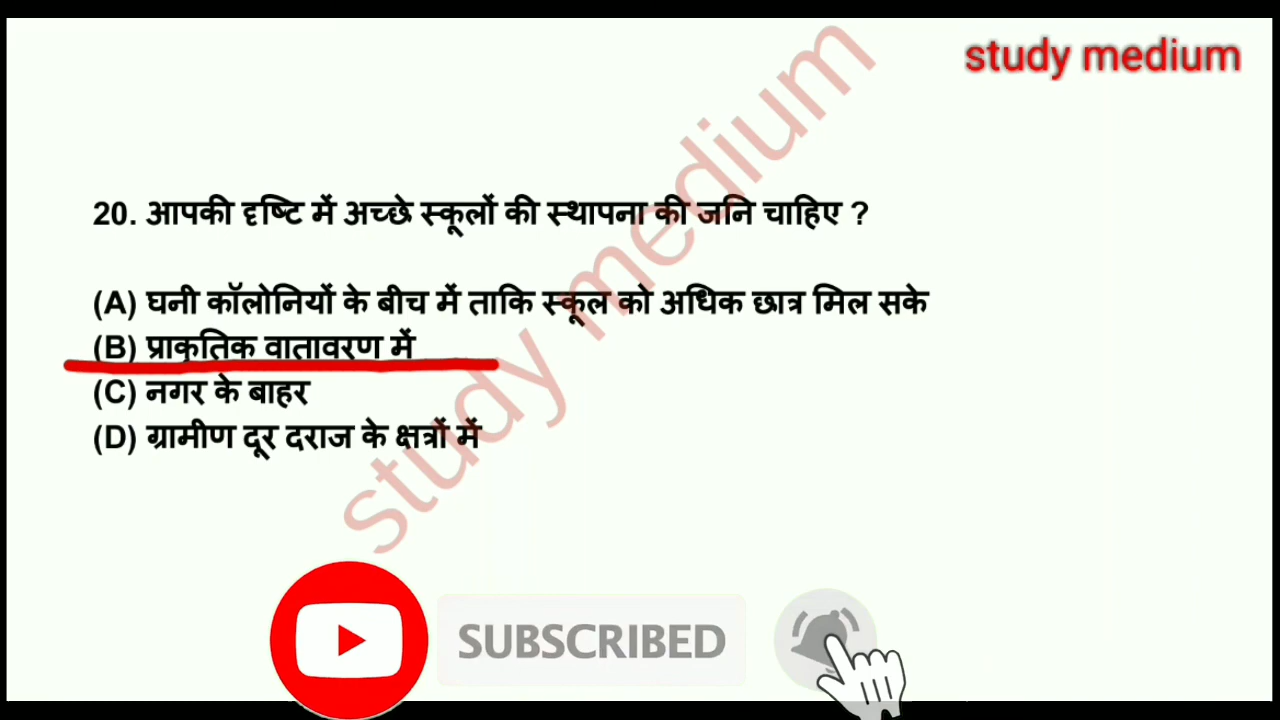 study medium
20. आपकी दृष्टि में अच्छे स्कूलों की स्थापना की जनि चाहिए ?
(A) घनी कॉलोनियों के बीच में ताकि स्कूल को अधिक छात्र मिल सके
(B) प्राकृतिक वातावरण में
(C) नगर के बाहर
(D) ग्रामीण दूर दराज के क्षत्रों में
study medium
SUBSCRIBED